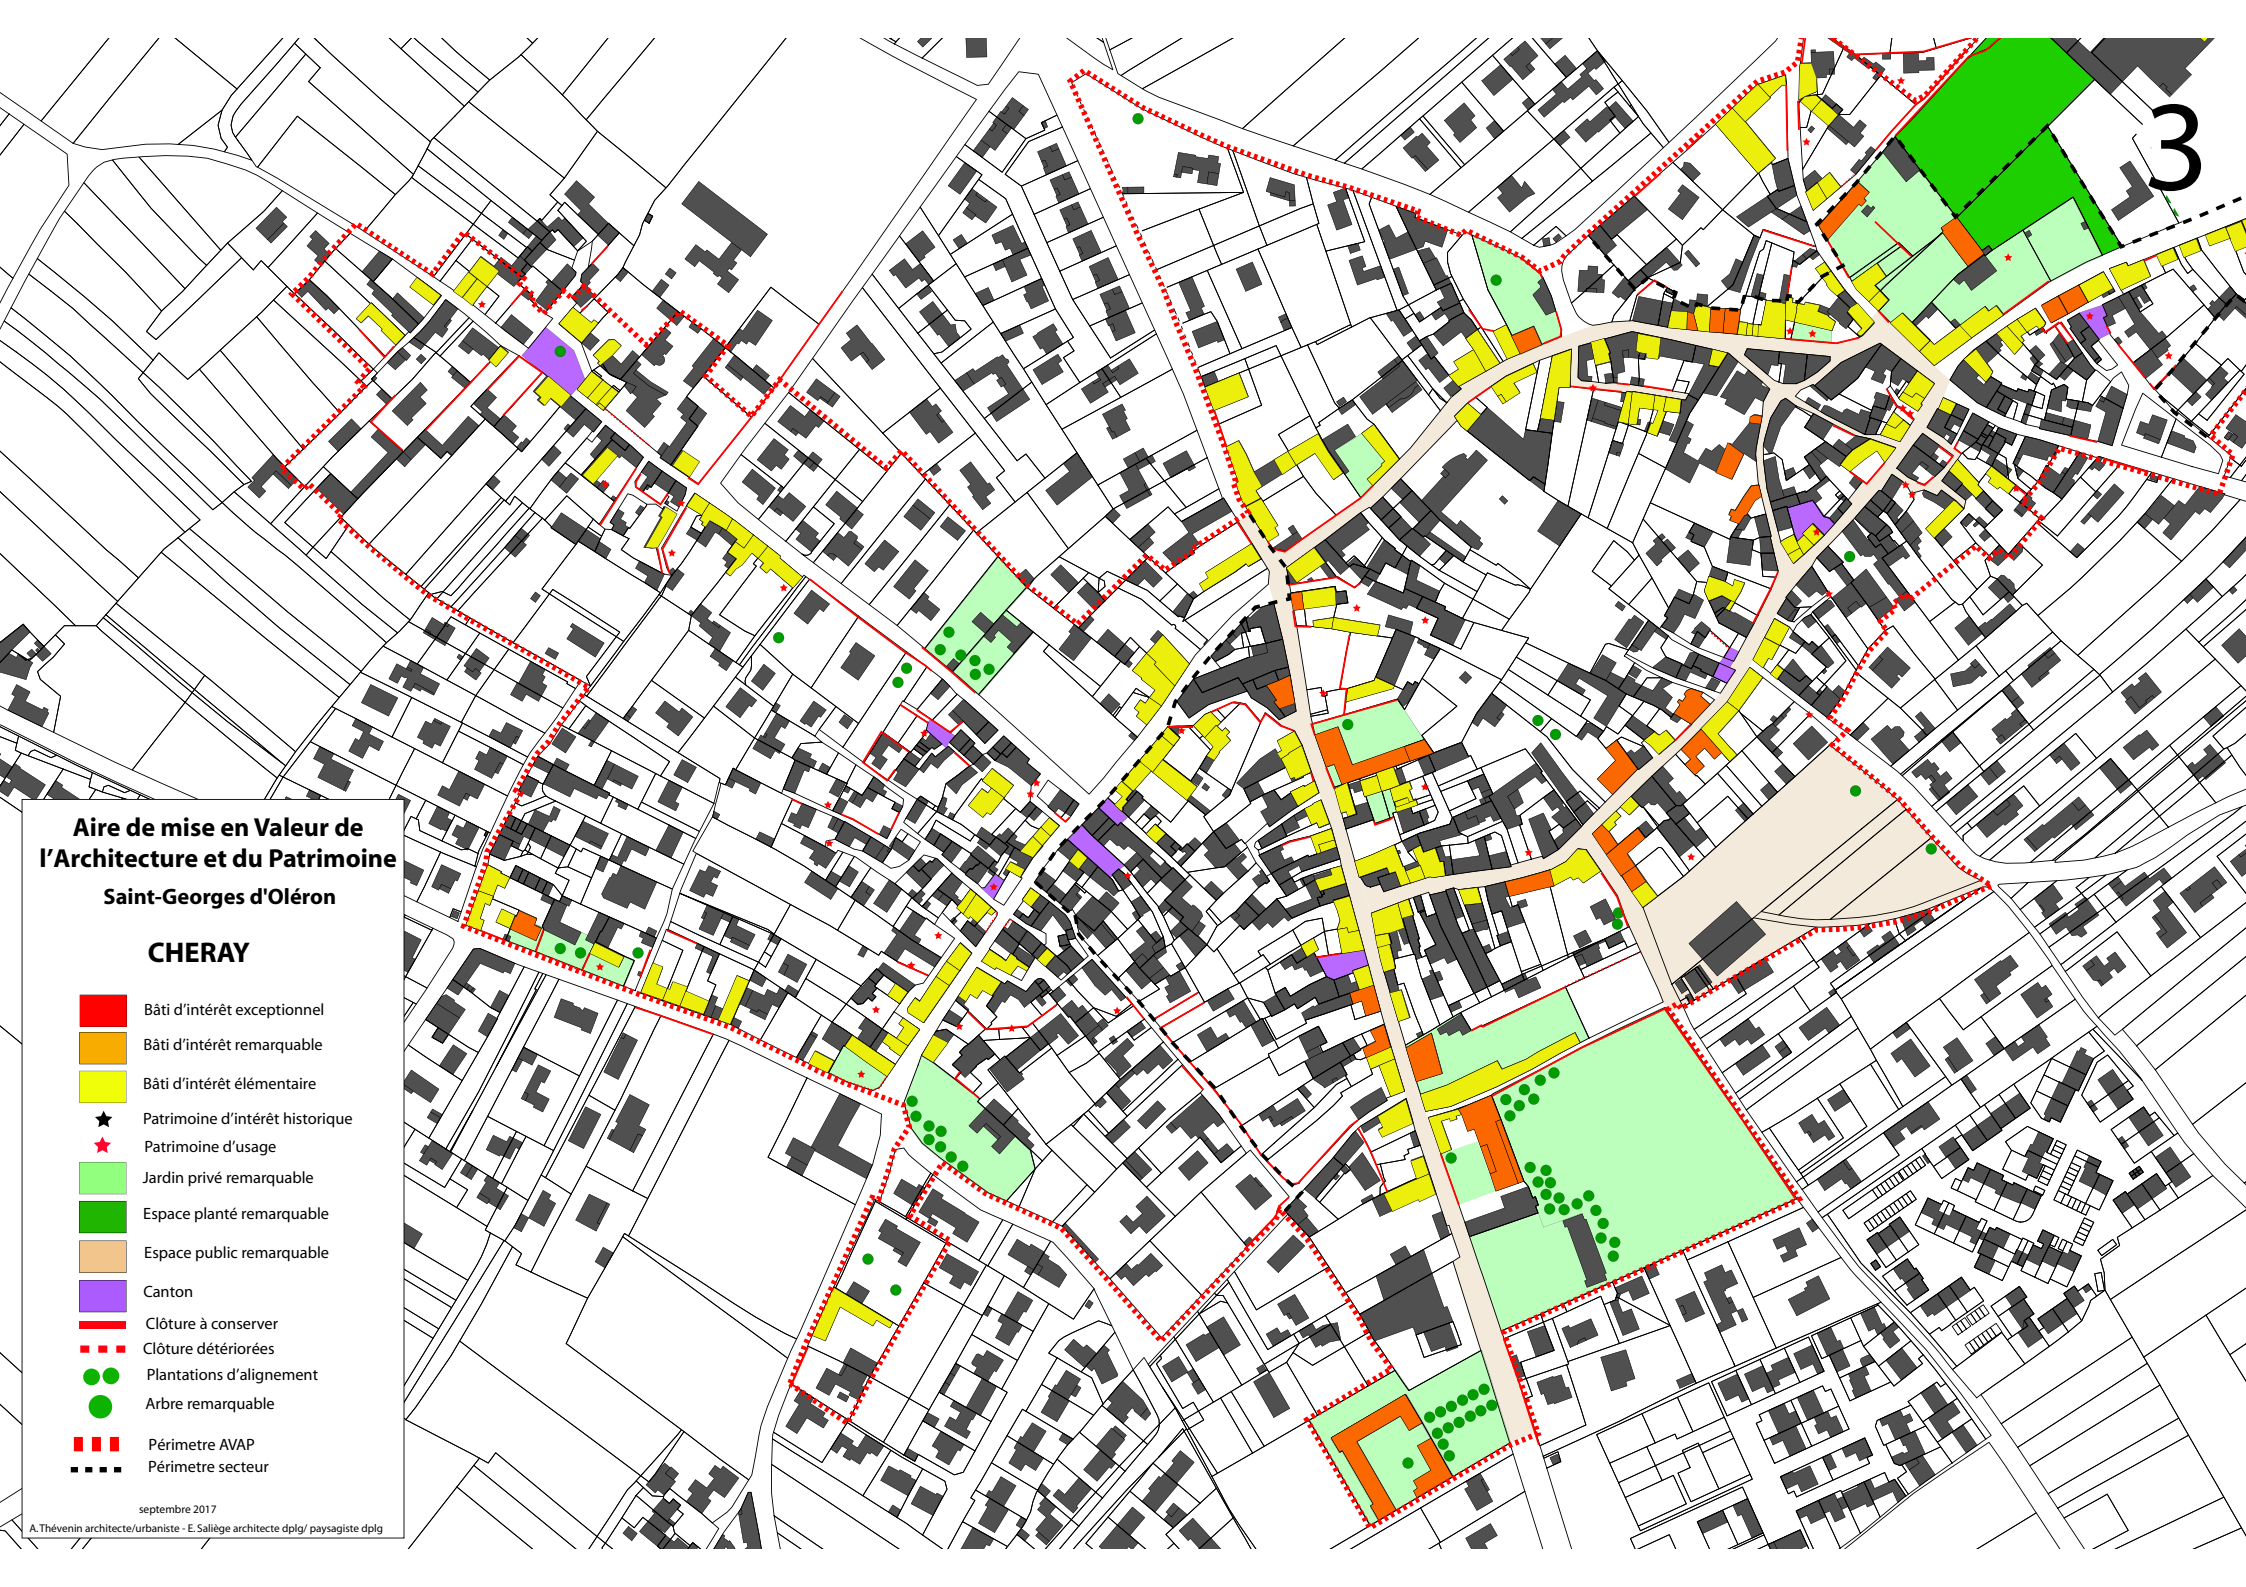 3
Aire de mise en Valeur de
l’Architecture et du Patrimoine
Saint-Georges d'Oléron
CHERAY
Bâti d’intérêt exceptionnel
Bâti d’intérêt remarquable
Bâti d’intérêt élémentaire
Patrimoine d’intérêt historique
Patrimoine d’usage
Jardin privé remarquable
Espace planté remarquable
Espace public remarquable
Canton
Clôture à conserver
Clôture détériorées
Plantations d’alignement
Arbre remarquable
Périmetre AVAP
Périmetre secteur
septembre 2017
A. Thévenin architecte/urbaniste - E. Saliège architecte dplg/ paysagiste dplg